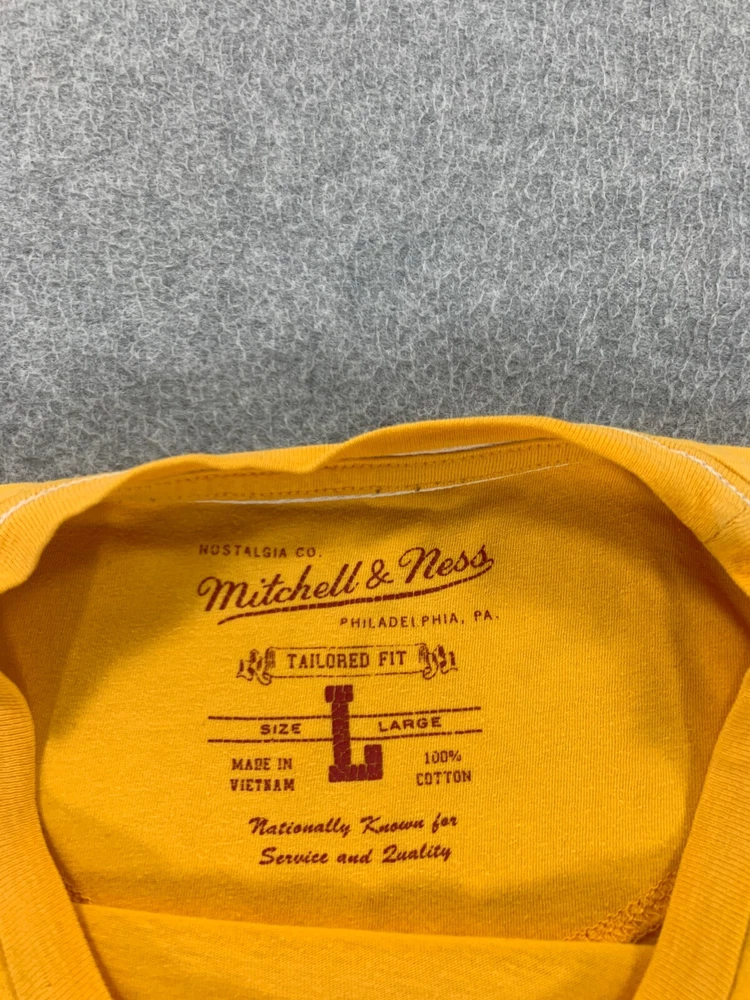 NOSTALGIA CO.
Mitchell & Ness
PHILADELPHIA, PA.
TAILORED FIT
SIZE L LARGE
MADE IN VIETNAM
100% COTTON
Nationally Known for
Service and Quality